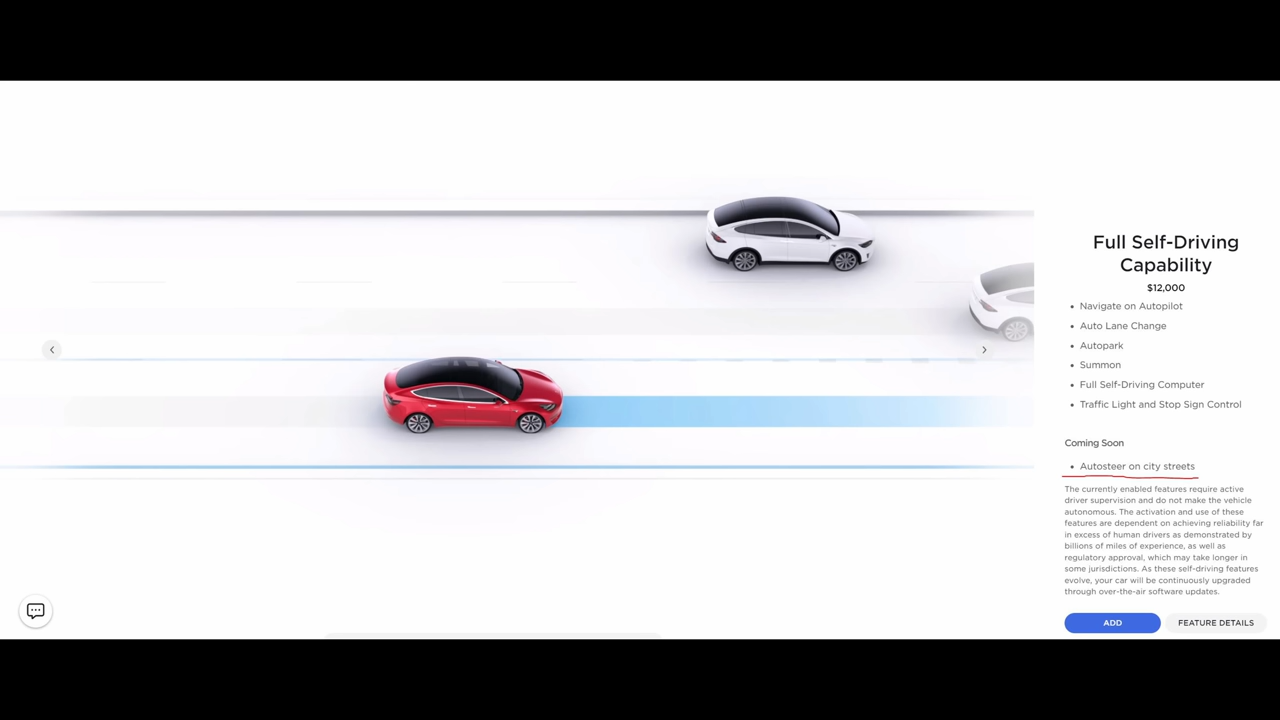 Full Self-Driving
Capability
$12,000
• Navigate on Autopilot
• Auto Lane Change
• Autopark
• Summon
• Full Self-Driving Computer
• Traffic Light and Stop Sign Control
Coming Soon
• Autosteer on city streets
The currently enabled features require active
driver supervision and do not make the vehicle
autonomous. The activation and use of these
features are dependent on achieving reliability far
in excess of human drivers as demonstrated by
billions of miles of experience, as well as
regulatory approval, which may take longer in
some jurisdictions. As these self-driving features
evolve, your car will be continuously upgraded
through over-the-air software updates.
ADD
FEATURE DETAILS